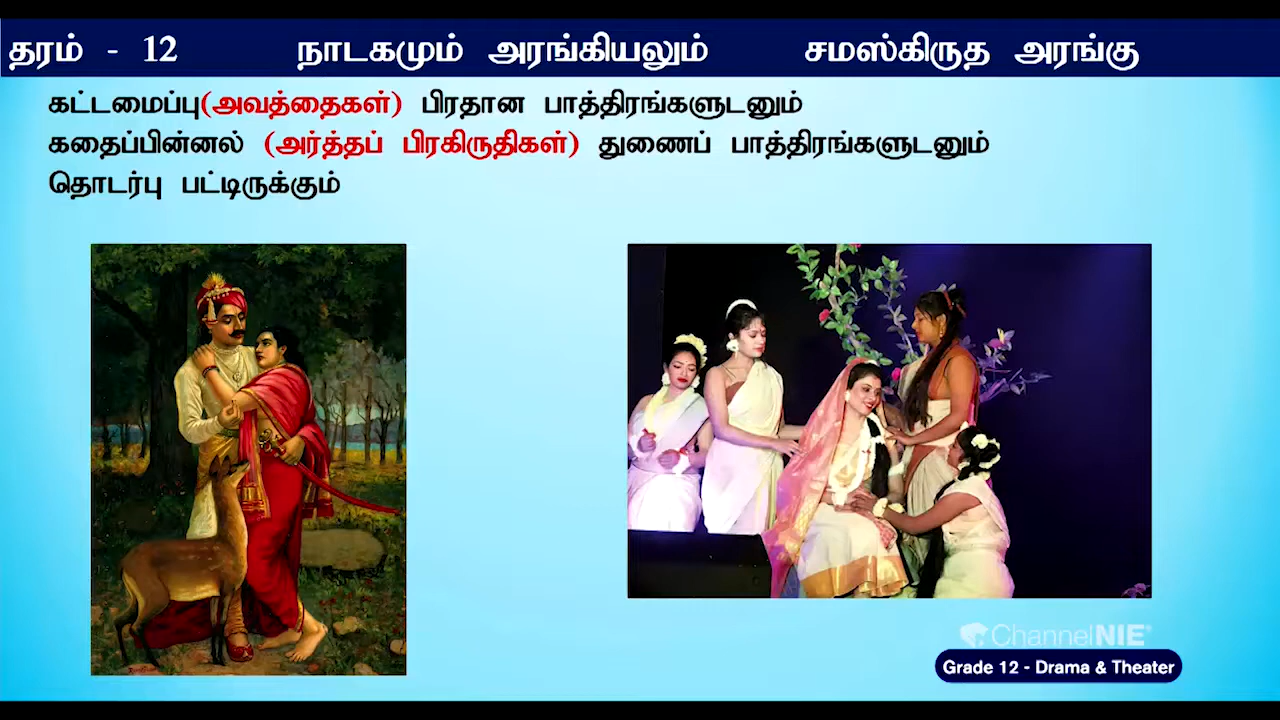 தரம் - 12 நாடகமும் அரங்கியலும் சமஸ்கிருத அரங்கு
கட்டமைப்பு(அவத்தைகள்) பிரதான பாத்திரங்களுடனும்
கதைப்பின்னல் (அர்த்தப் பிரகிருதிகள்) துணைப் பாத்திரங்களுடனும்
தொடர்பு பட்டிருக்கும்
ChannelNIE
Grade 12 - Drama & Theater